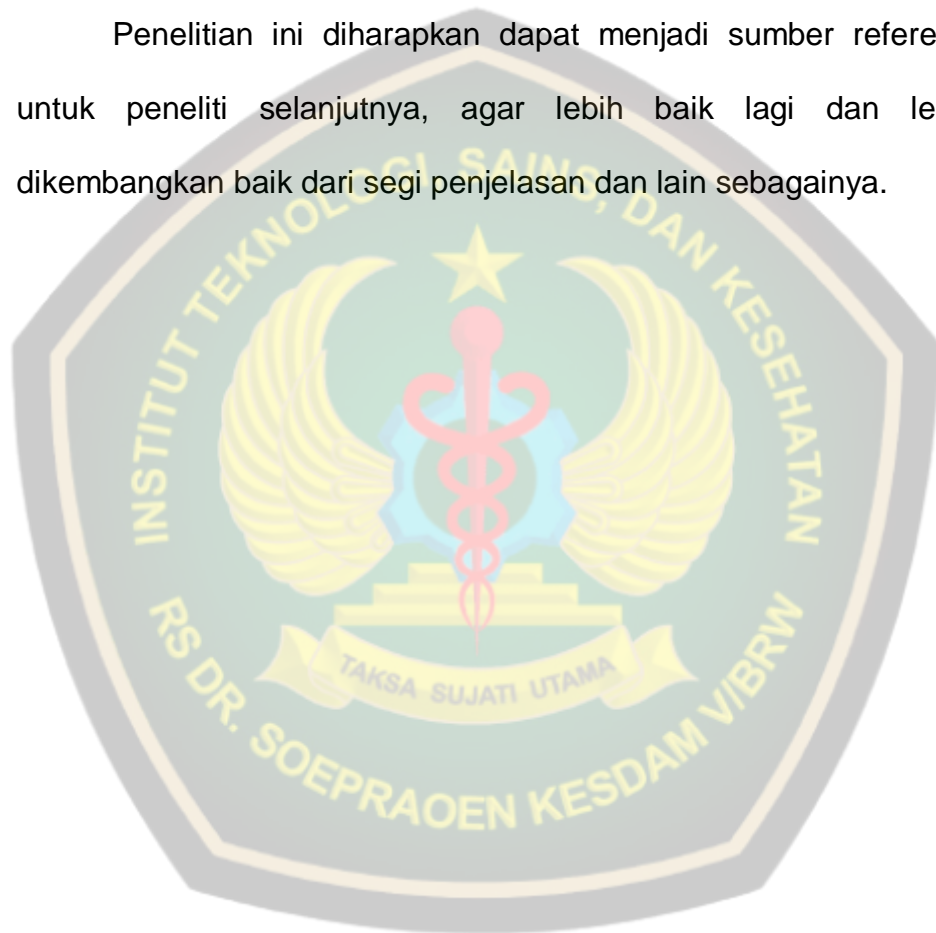 Penelitian ini diharapkan dapat menjadi sumber refere
untuk peneliti selanjutnya, agar lebih baik lagi dan le
dikembangkan baik dari segi penjelasan dan lain sebagainya.
INSTITUT TEKNOLOGI, SAINS, DAN KESEHATAN
TAKSA SUJATI UTAMA
RS DR. SOEPRAOEN KESDAM V/BRW